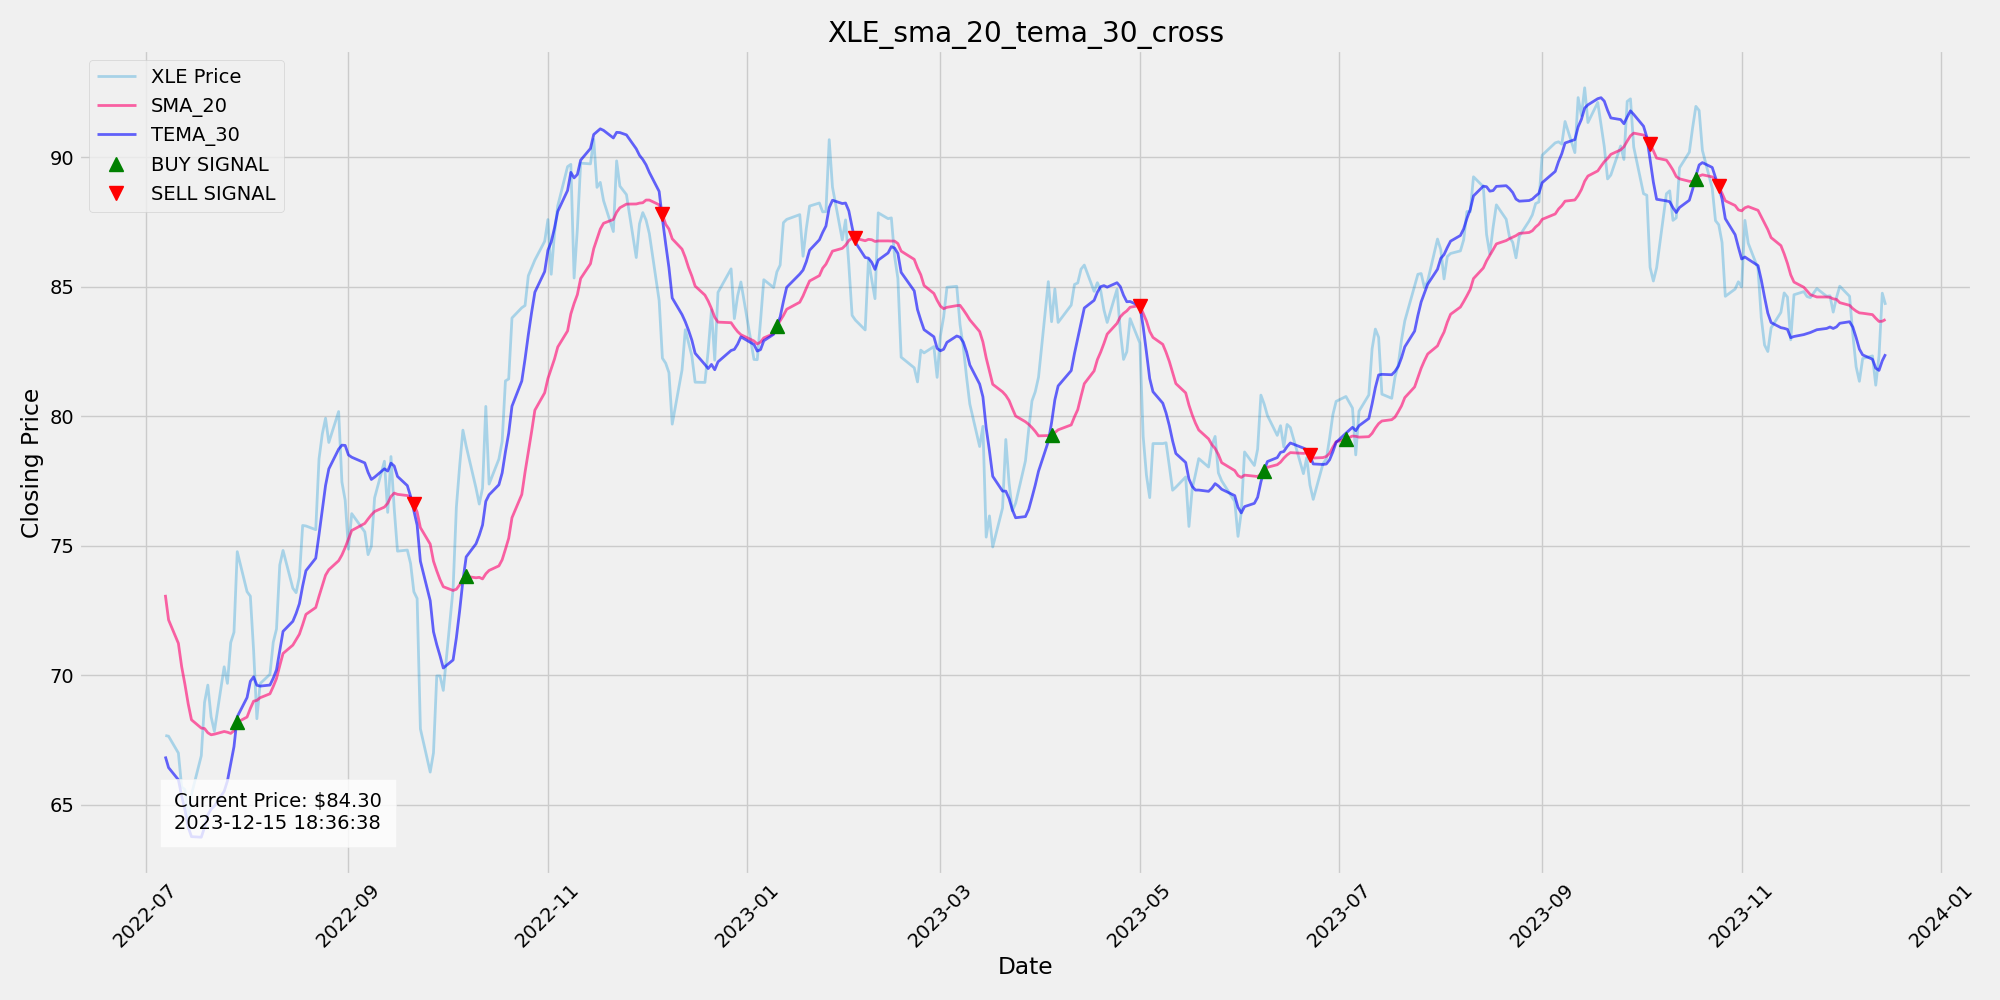 XLE_sma_20_tema_30_cross
XLE Price
SMA_20
TEMA_30
BUY SIGNAL
SELL SIGNAL
90
85
80
75
70
65
Closing Price
Current Price: $84.30
2023-12-15 18:36:38
2022-07
2022-09
2022-11
2023-01
2023-03
2023-05
2023-07
2023-09
2023-11
2024-01
Date